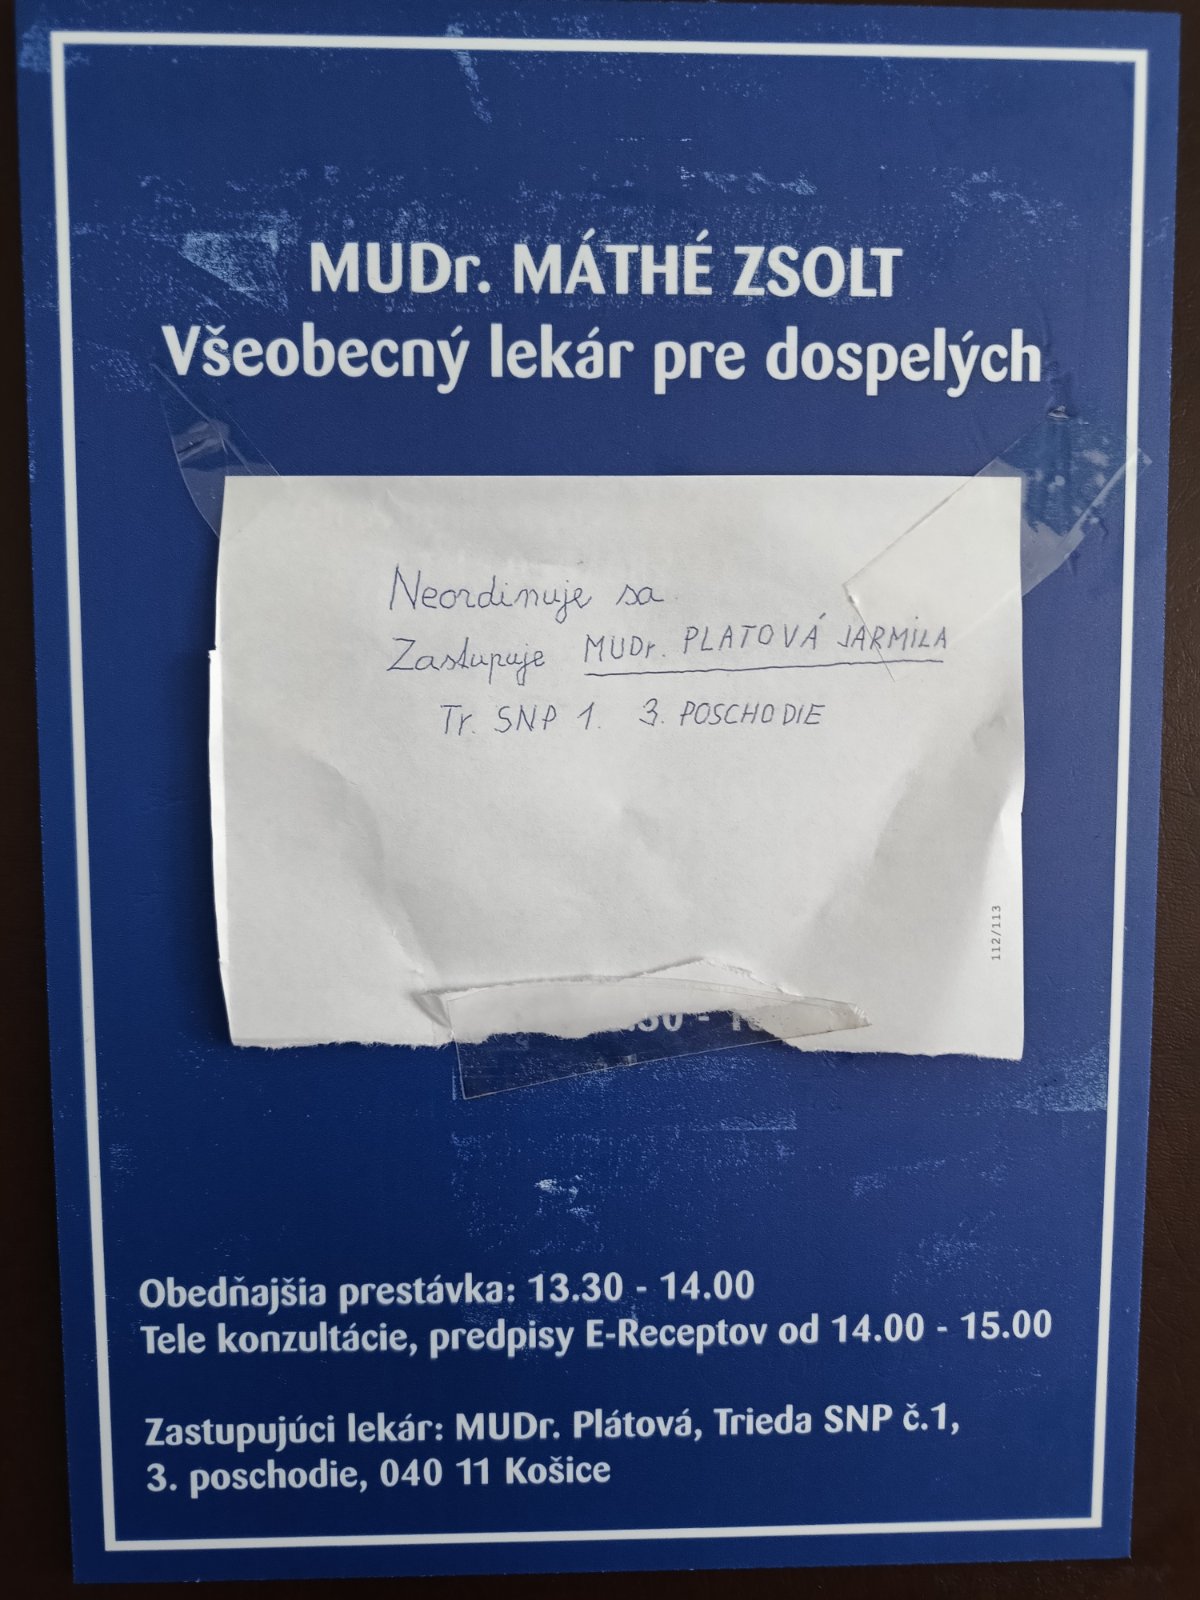 MUDr. MÁTHÉ ZSOLT
Všeobecný lekár pre dospelých
Neordinuje sa
Zastupuje MUDr. PLATOVÁ JARMILA
Tr. SNP 1. 3. POSCHODIE
112/113
Obedňajšia prestávka: 13.30 - 14.00
Tele konzultácie, predpisy E-Receptov od 14.00 - 15.00
Zastupujúci lekár: MUDr. Plátová, Trieda SNP č.1,
3. poschodie, 040 11 Košice